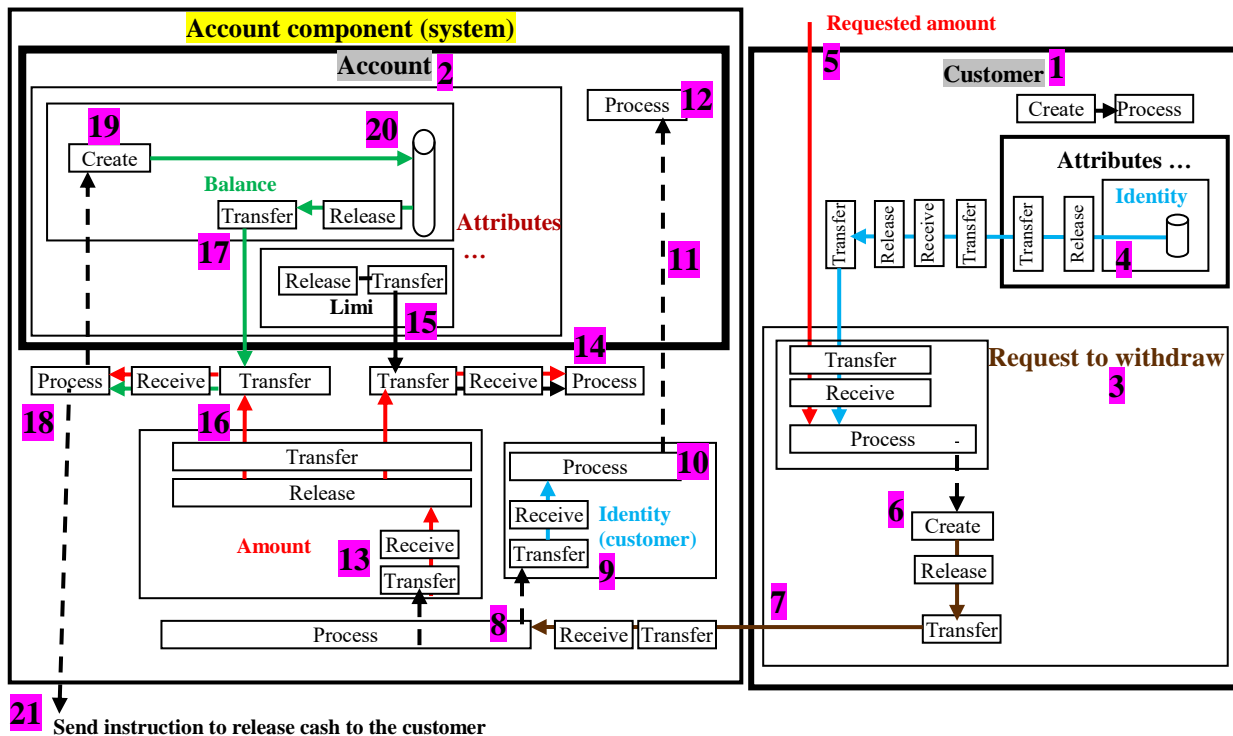 Account component (system)
Requested amount
5
Account 2
Customer 1
Process 12
Create Process
19
20
Create
Attributes …
Balance
Identity
Transfer Release
Attributes
…
Transfer
Release
Receive
Transfer
Transfer
Release
17
11
4
Release Transfer
Limi
15
14
Process Receive Transfer
Transfer Receive Process
18
16
Transfer
Receive
Process
Request to withdraw
3
Transfer
Release
Process 10
Receive
Identity
(customer)
Amount
Receive
13
Transfer
Transfer
9
6
Create
Release
7
Process 8
Receive Transfer
Transfer
21 Send instruction to release cash to the customer